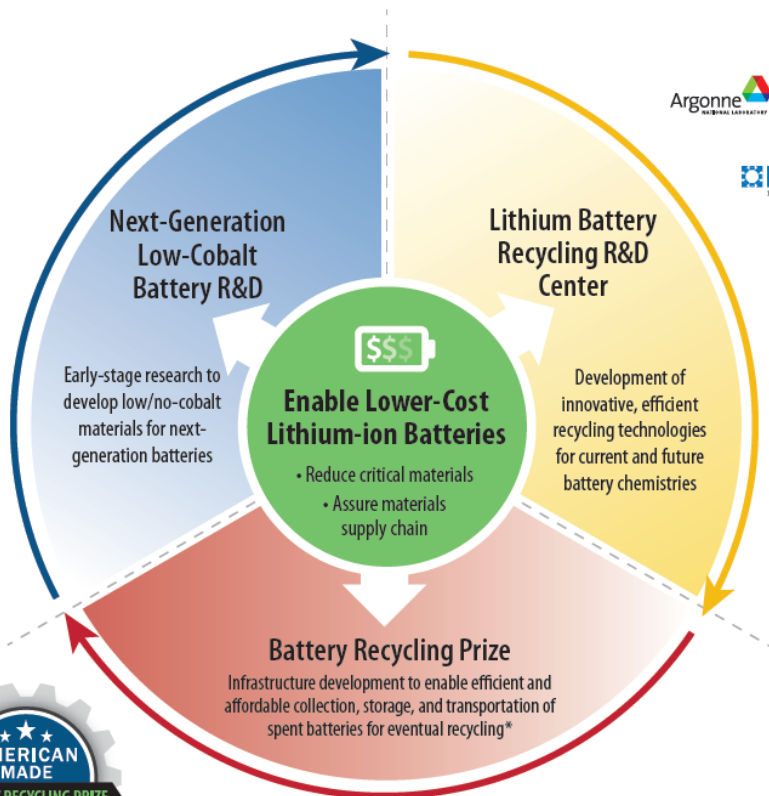 Argonne
NATIONAL LABORATORY
Next-Generation
Low-Cobalt
Battery R&D
Early-stage research to
develop low/no-cobalt
materials for next-
generation batteries
Lithium Battery
Recycling R&D
Center
Development of
innovative, efficient
recycling technologies
for current and future
battery chemistries
$$$
Enable Lower-Cost
Lithium-ion Batteries
• Reduce critical materials
• Assure materials
supply chain
Battery Recycling Prize
Infrastructure development to enable efficient and
affordable collection, storage, and transportation of
spent batteries for eventual recycling*
MERICAN
MADE
RECYCLING PRIZE